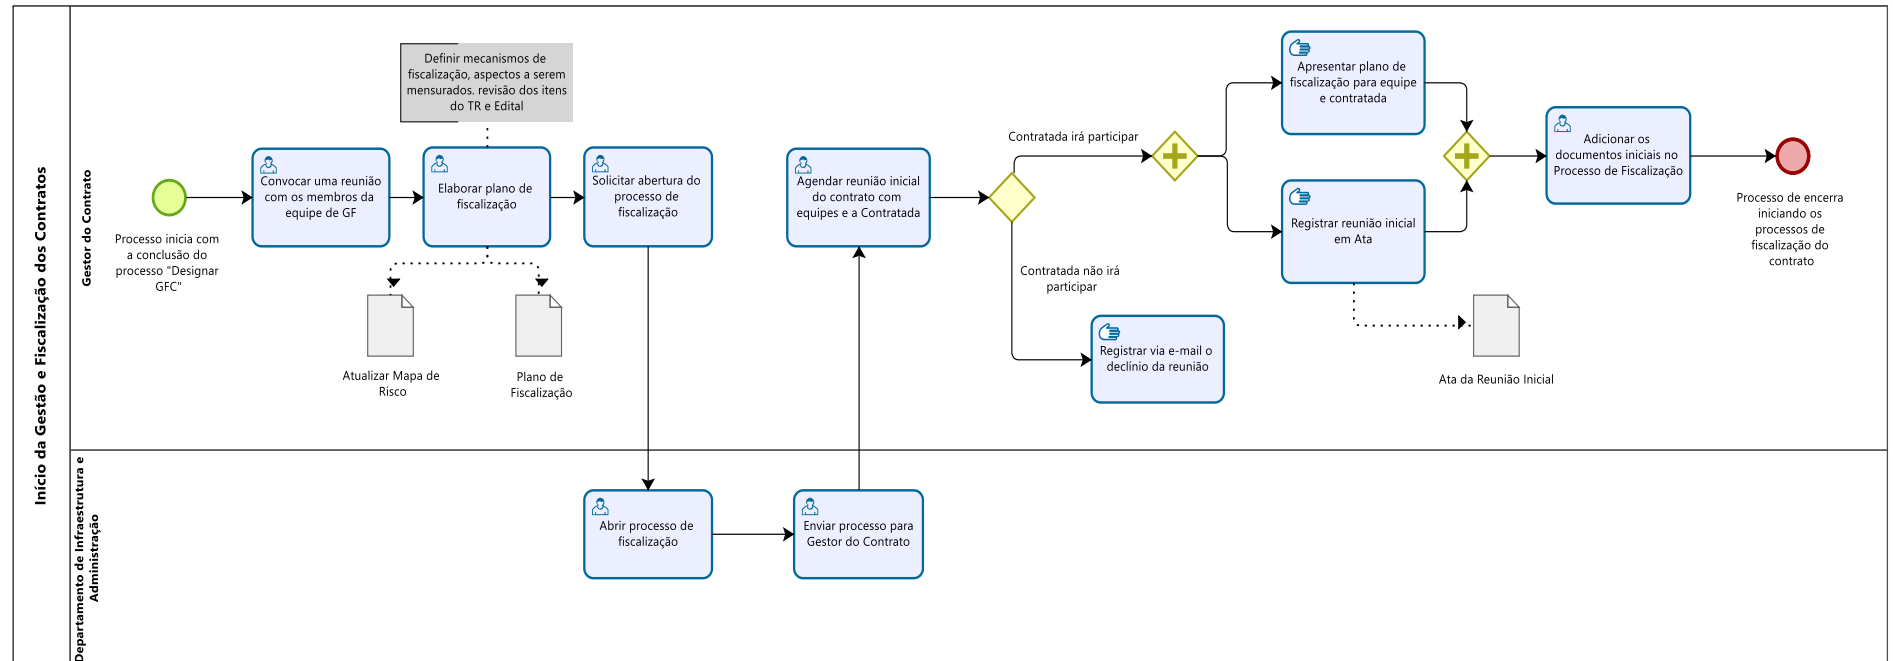 Início da Gestão e Fiscalização dos Contratos
Gestor do Contrato
Processo inicia com
a conclusão do
processo "Designar
GFC"
Convocar uma reunião
com os membros da
equipe de GF
Definir mecanismos de
fiscalização, aspectos a serem
mensurados. revisão dos itens
do TR e Edital
Elaborar plano de
fiscalização
Atualizar Mapa de
Risco
Plano de
Fiscalização
Solicitar abertura do
processo de
fiscalização
Agendar reunião inicial
do contrato com
equipes e a Contratada
Contratada irá participar
Contratada não irá
participar
Registrar via e-mail o
declínio da reunião
Apresentar plano de
fiscalização para equipe
e contratada
Registrar reunião inicial
em Ata
Ata da Reunião Inicial
Adicionar os
documentos iniciais no
Processo de Fiscalização
Processo de encerra
iniciando os
processos de
fiscalização do
contrato
Departamento de Infraestrutura e
Administração
Abrir processo de
fiscalização
Enviar processo para
Gestor do Contrato